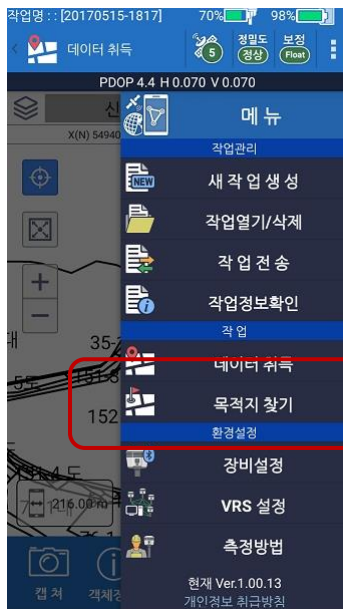 작업명 : : [20170515-1817] 70% 98%
데이터 취득 5 정밀도 정상 보정 Float
PDOP 4.4 H 0.070 V 0.070
신
X(N) 54940
메 뉴
작업관리
NEW 새 작 업 생 성
작업열기/삭제
작 업 전 송
작업정보확인
작 업
35-
데이터 취득
151-3
152
목적지 찾기
환경설정
장비설정
216.00 m
VRS 설정
측정방법
캡 처
현재 Ver.1.00.13
개인정보 취급방침